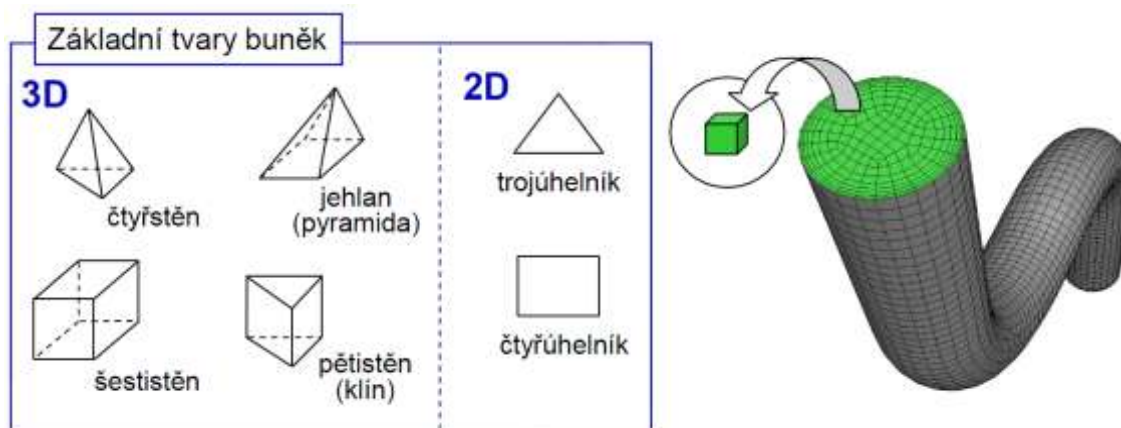 Základní tvary buněk
3D
2D
čtyřstěn
jehlan
(pyramida)
trojúhelník
šestistěn
pětistěn
(klín)
čtyřúhelník